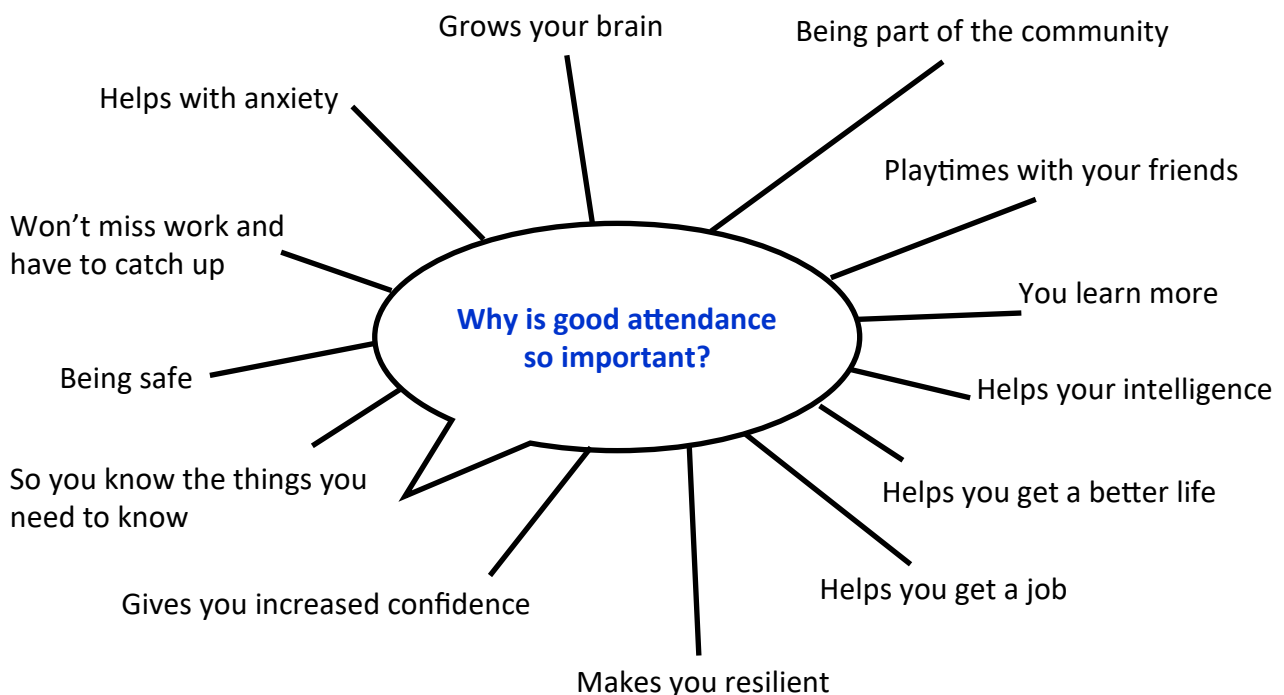 Grows your brain
Being part of the community
Helps with anxiety
Playtimes with your friends
Won’t miss work and
have to catch up
You learn more
Why is good attendance
so important?
Being safe
Helps your intelligence
So you know the things you
need to know
Helps you get a better life
Gives you increased confidence
Helps you get a job
Makes you resilient